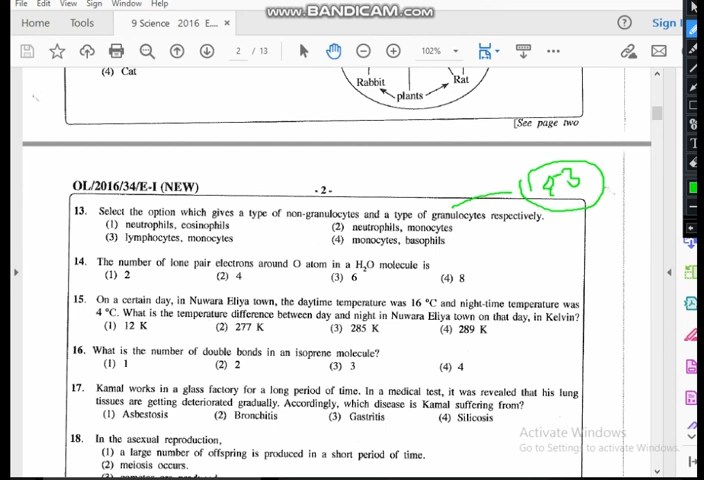 File Edit View Sign Window Help
www.BANDICAM.com
Home Tools 9 Science 2016 E... × ? Sign I
2 / 13 102%
(4) Cat
Rabbit Rat
plants
[See page two
OL/2016/34/E-I (NEW) - 2 -
13. Select the option which gives a type of non-granulocytes and a type of granulocytes respectively.
(1) neutrophils, eosinophils (2) neutrophils, monocytes
(3) lymphocytes, monocytes (4) monocytes, basophils
14. The number of lone pair electrons around O atom in a H₂O molecule is
(1) 2 (2) 4 (3) 6 (4) 8
15. On a certain day, in Nuwara Eliya town, the daytime temperature was 16 °C and night-time temperature was
4 °C. What is the temperature difference between day and night in Nuwara Eliya town on that day, in Kelvin?
(1) 12 K (2) 277 K (3) 285 K (4) 289 K
16. What is the number of double bonds in an isoprene molecule?
(1) 1 (2) 2 (3) 3 (4) 4
17. Kamal works in a glass factory for a long period of time. In a medical test, it was revealed that his lung
tissues are getting deteriorated gradually. Accordingly, which disease is Kamal suffering from?
(1) Asbestosis (2) Bronchitis (3) Gastritis (4) Silicosis
Activate Windows
Go to Settings to activate Windows.
18. In the asexual reproduction,
(1) a large number of offspring is produced in a short period of time.
(2) meiosis occurs.